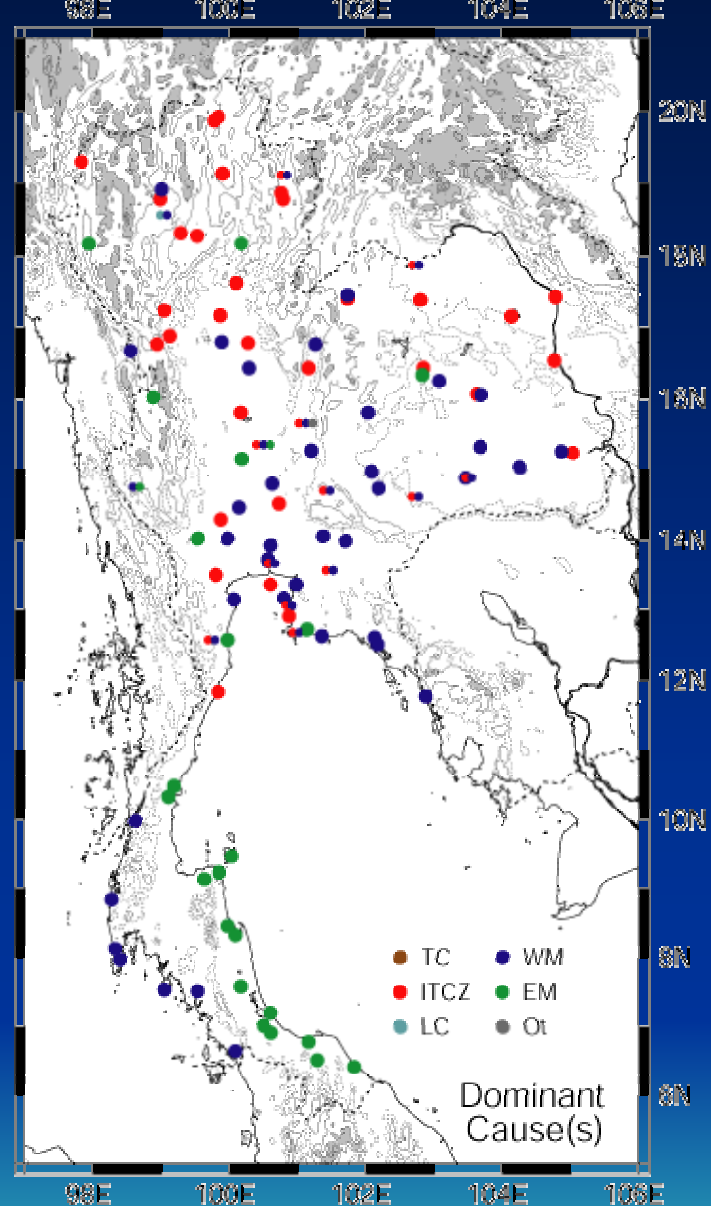 98E 100E 102E 104E 106E
20N
18N
16N
14N
12N
10N
8N
TC WM
ITCZ EM
LC Ot
6N
Dominant
Cause(s)
98E 100E 102E 104E 106E